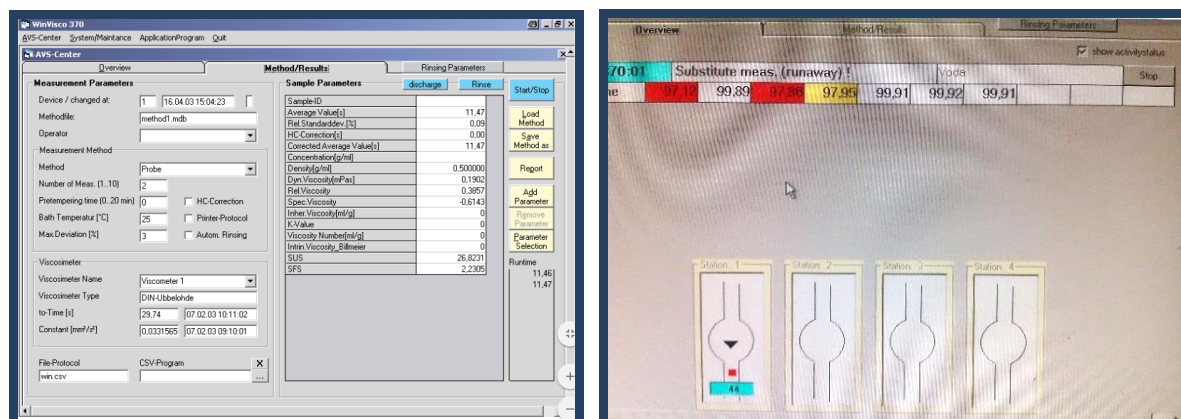 WinVisco 370
AVS-Center System/Maintance ApplicationProgram Quit
AVS-Center
Overview Method/Results Rinsing Parameters
Measurement Parameters
Device / changed at: 1 16.04.03 15:04:23
Methodfile: method1.mdb
Operator
Measurement Method
Method Probe
Number of Meas. (1..10) 2
Pretempering time (0..20 min) 0 HC-Correction
Bath Temperatur [°C] 25 Printer-Protocol
Max.Deviation [%] 3 Autom. Rinsing
Viscosimeter
Viscosimeter Name Viscometer 1
Viscosimeter Type DIN-Ubbelohde
to-Time [s] 29,74 07.02.03 10:11:02
Constant [mm²/s²] 0,0331565 07.02.03 09:10:01
File-Protocol CSV-Program X
win.csv ...
Sample Parameters discharge Rinse
Sample-ID
Average Value[s] 11,47
Rel.Standarddev.[%] 0,09
HC-Correction[s] 0,00
Corrected Average Value[s] 11,47
Concentration[g/ml]
Density[g/ml] 0,500000
Dyn.Viscosity[mPas] 0,1902
Rel.Viscosity 0,3857
Spec.Viscosity -0,6143
Inher.Viscosity[ml/g] 0
K-Value 0
Viscosity Number[ml/g] 0
Intrin.Viscosity_Billmeier 0
SUS 26,8231
SFS 2,2305
Start/Stop
Load
Method
Save
Method as
Report
Add
Parameter
Remove
Parameter
Parameter
Selection
Runtime
11,46
11,47
Overview Method/Results Rinsing Parameters
show activitystatus
70:01 Substitute meas. (runaway) ! Voda Stop
ne 97,12 99,89 97,86 97,95 99,91 99,92 99,91
Station: 1 Station: 2 Station: 3 Station: 4
44